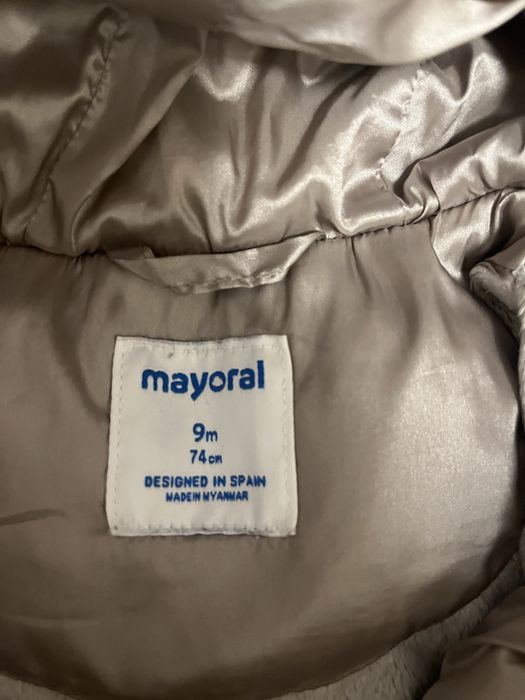 mayoral
9m
74cm
DESIGNED IN SPAIN
MADE IN MYANMAR